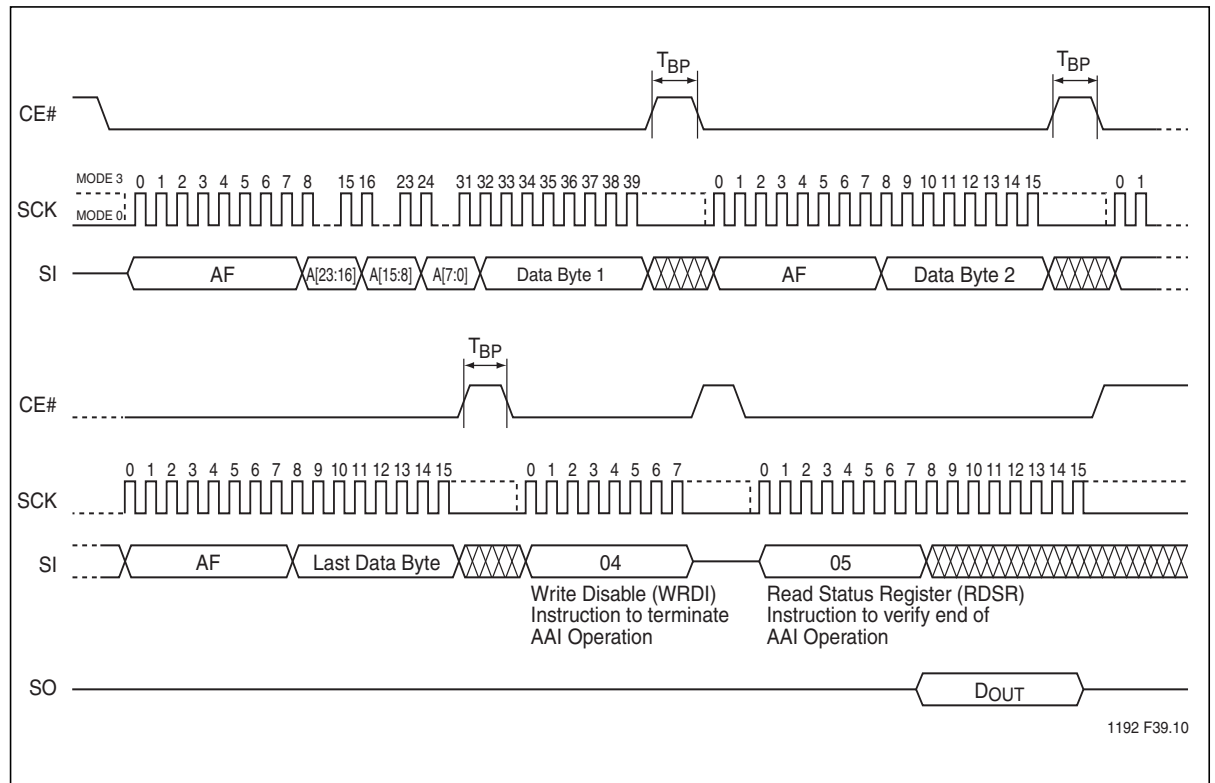 TBP TBP
CE#
MODE 3 0 1 2 3 4 5 6 7 8 15 16 23 24 31 32 33 34 35 36 37 38 39 0 1 2 3 4 5 6 7 8 9 10 11 12 13 14 15 0 1
SCK
MODE 0
SI AF A[23:16] A[15:8] A[7:0] Data Byte 1 AF Data Byte 2
TBP
CE#
0 1 2 3 4 5 6 7 8 9 10 11 12 13 14 15 0 1 2 3 4 5 6 7 0 1 2 3 4 5 6 7 8 9 10 11 12 13 14 15
SCK
SI AF Last Data Byte 04 05
Write Disable (WRDI)
Instruction to terminate
AAI Operation
Read Status Register (RDSR)
Instruction to verify end of
AAI Operation
SO DOUT
1192 F39.10